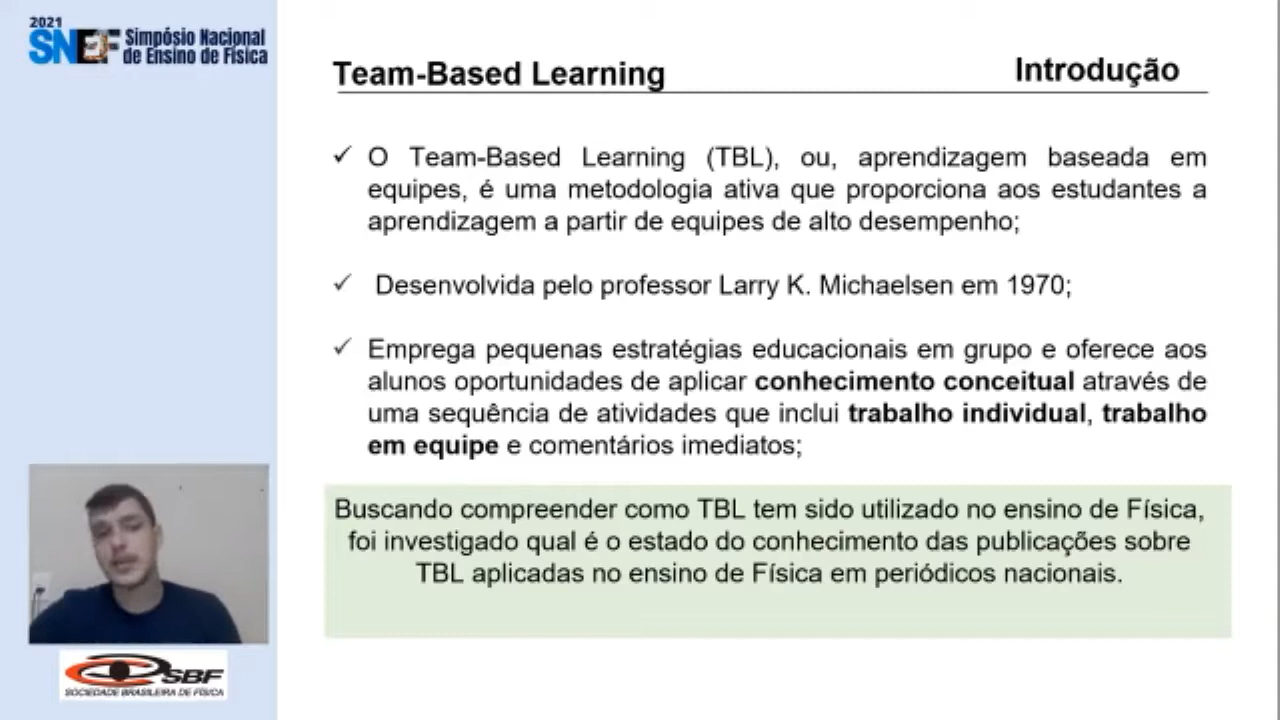 2021
SNEF Simpósio Nacional
de Ensino de Física
Team-Based Learning
Introdução
O Team-Based Learning (TBL), ou, aprendizagem baseada em
equipes, é uma metodologia ativa que proporciona aos estudantes a
aprendizagem a partir de equipes de alto desempenho;
Desenvolvida pelo professor Larry K. Michaelsen em 1970;
Emprega pequenas estratégias educacionais em grupo e oferece aos
alunos oportunidades de aplicar conhecimento conceitual através de
uma sequência de atividades que inclui trabalho individual, trabalho
em equipe e comentários imediatos;
Buscando compreender como TBL tem sido utilizado no ensino de Física,
foi investigado qual é o estado do conhecimento das publicações sobre
TBL aplicadas no ensino de Física em periódicos nacionais.
SBF
SOCIEDADE BRASILEIRA DE FÍSICA